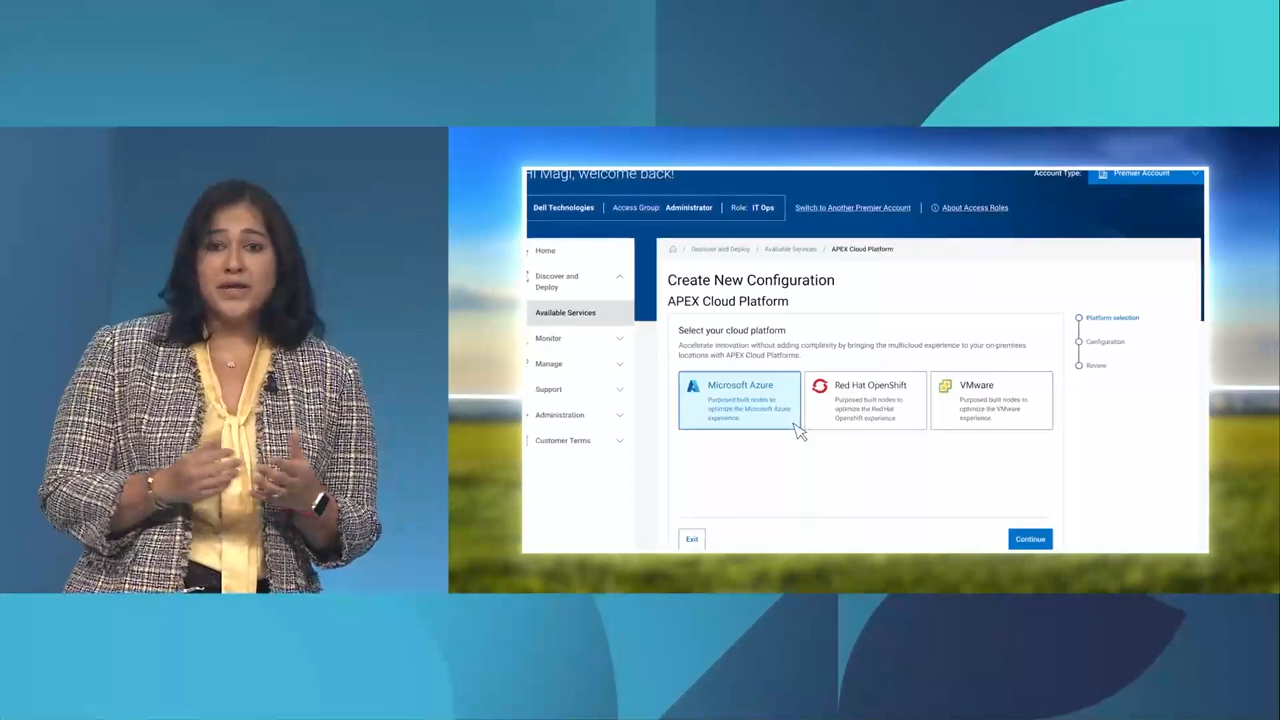 Hi Magi, welcome back!
Account Type: Premier Account
Dell Technologies Access Group: Administrator Role: IT Ops Switch to Another Premier Account About Access Roles
Home
Discover and
Deploy
Available Services
Monitor
Manage
Support
Administration
Customer Terms
/ Discover and Deploy / Available Services / APEX Cloud Platform
Create New Configuration
APEX Cloud Platform
Select your cloud platform
Accelerate innovation without adding complexity by bringing the multicloud experience to your on-premises
locations with APEX Cloud Platforms.
Microsoft Azure
Purposed built nodes to
optimize the Microsoft Azure
experience.
Red Hat OpenShift
Purposed built nodes to
optimize the Red Hat
Openshift experience
VMware
Purposed built nodes to
optimize the VMware
experience.
Exit
Continue
Platform selection
Configuration
Review